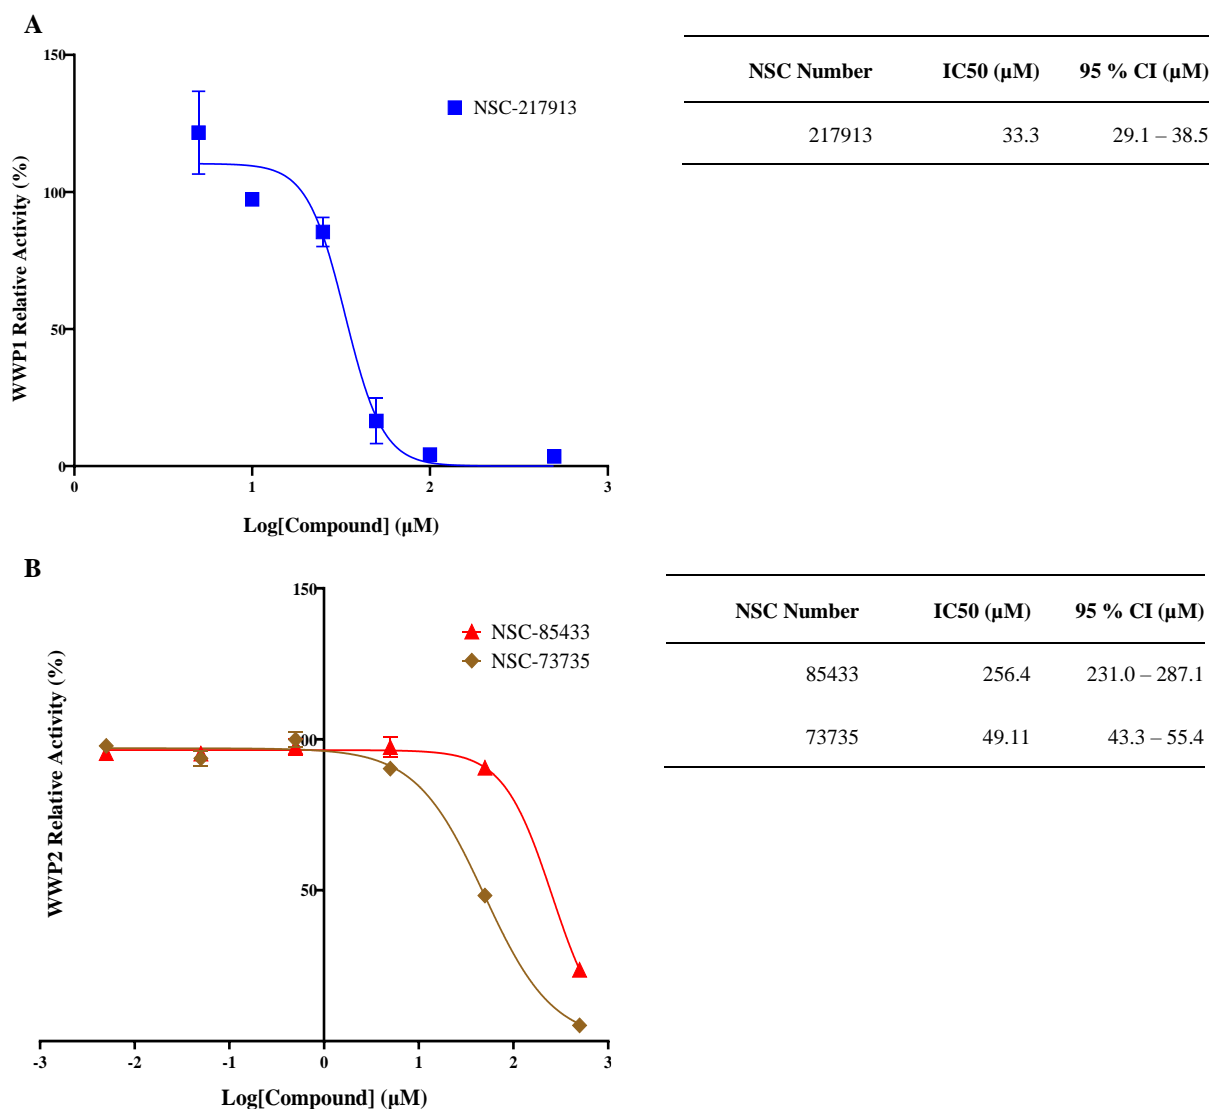 A
150
100
50
0
WWP1 Relative Activity (%)
NSC-217913
0 1 2 3
Log[Compound] (µM)
NSC Number IC50 (µM) 95 % CI (µM)
217913 33.3 29.1 – 38.5
B
150
100
50
WWP2 Relative Activity (%)
NSC-85433
NSC-73735
-3 -2 -1 0 1 2 3
Log[Compound] (µM)
NSC Number IC50 (µM) 95 % CI (µM)
85433 256.4 231.0 – 287.1
73735 49.11 43.3 – 55.4